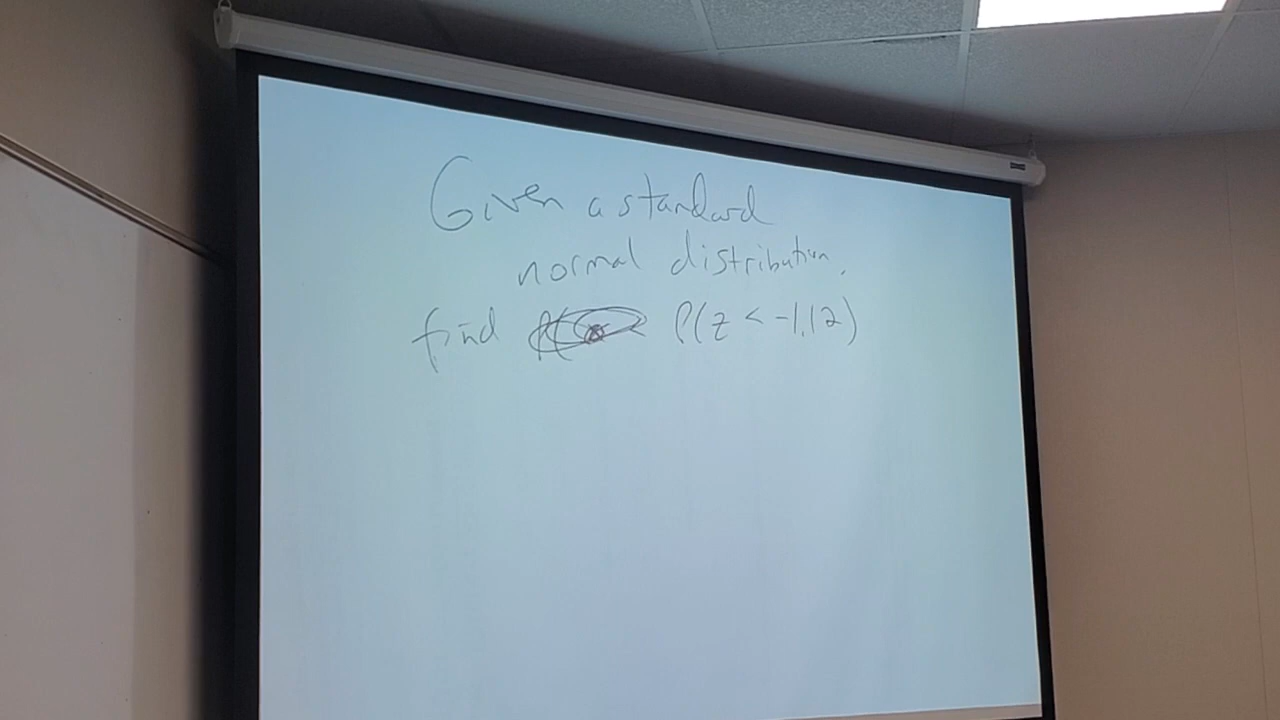 Given a standard
normal distribution,
find P(z < -1.12)